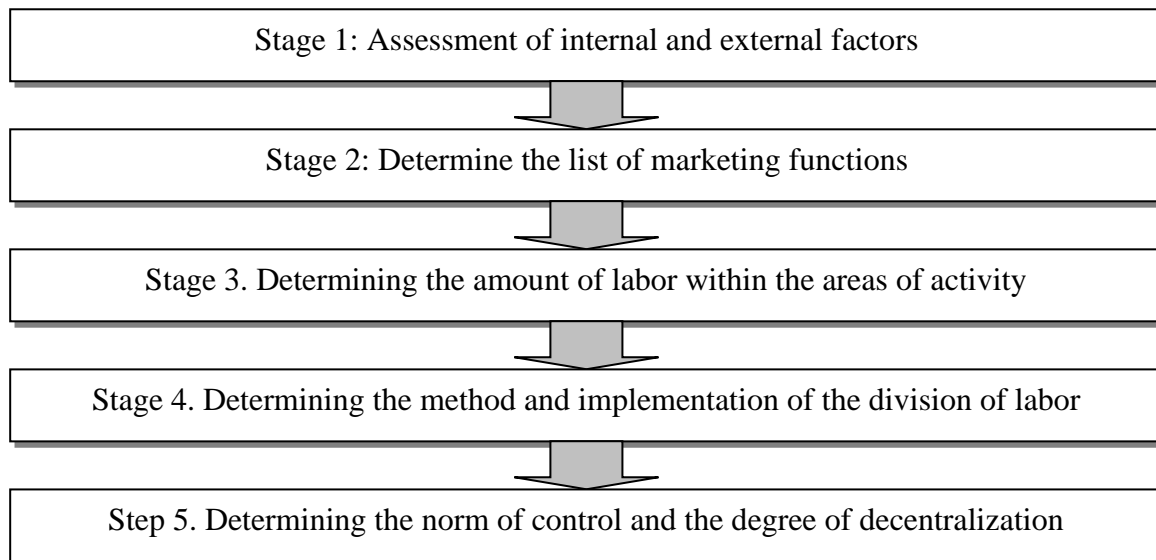 Stage 1: Assessment of internal and external factors
Stage 2: Determine the list of marketing functions
Stage 3. Determining the amount of labor within the areas of activity
Stage 4. Determining the method and implementation of the division of labor
Step 5. Determining the norm of control and the degree of decentralization